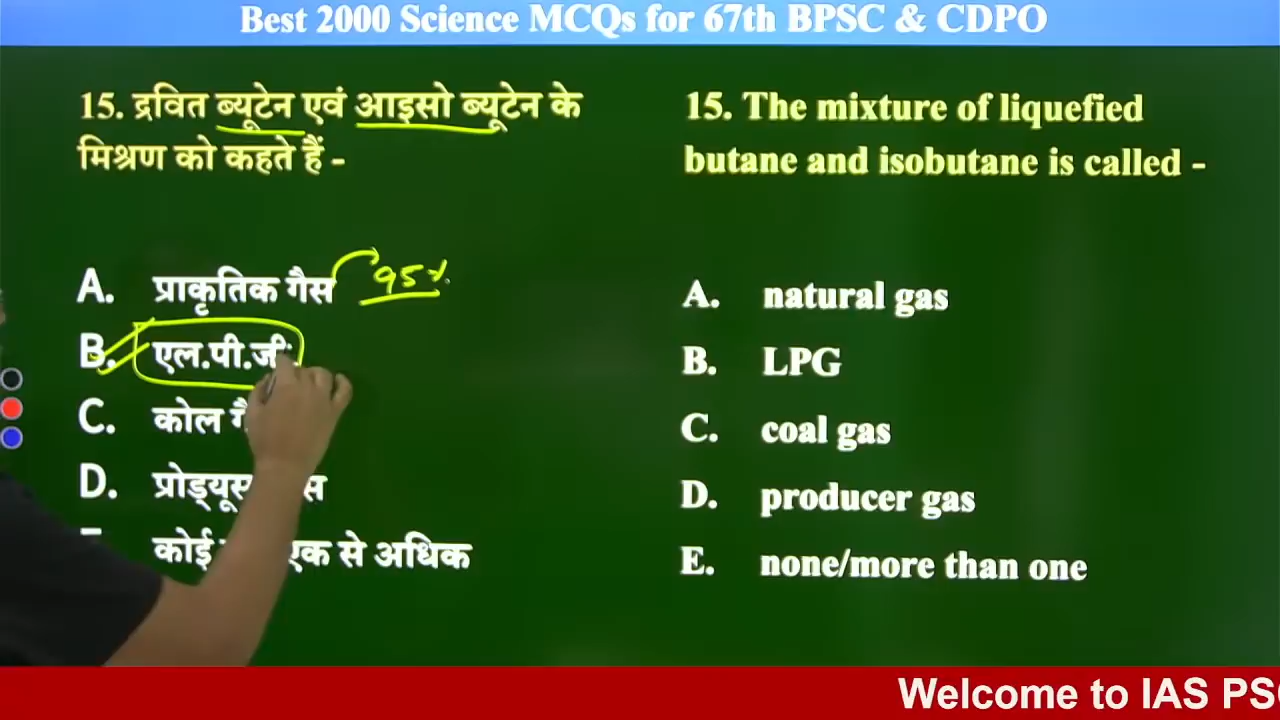 Best 2000 Science MCQs for 67th BPSC & CDPO
15. द्रवित ब्यूटेन एवं आइसो ब्यूटेन के
मिश्रण को कहते हैं -
A. प्राकृतिक गैस 95%
B. एल.पी.जी.
C. कोल
D.
कोई एक से अधिक
15. The mixture of liquefied
butane and isobutane is called -
A. natural gas
B. LPG
C. coal gas
D. producer gas
E. none/more than one
Welcome to IAS